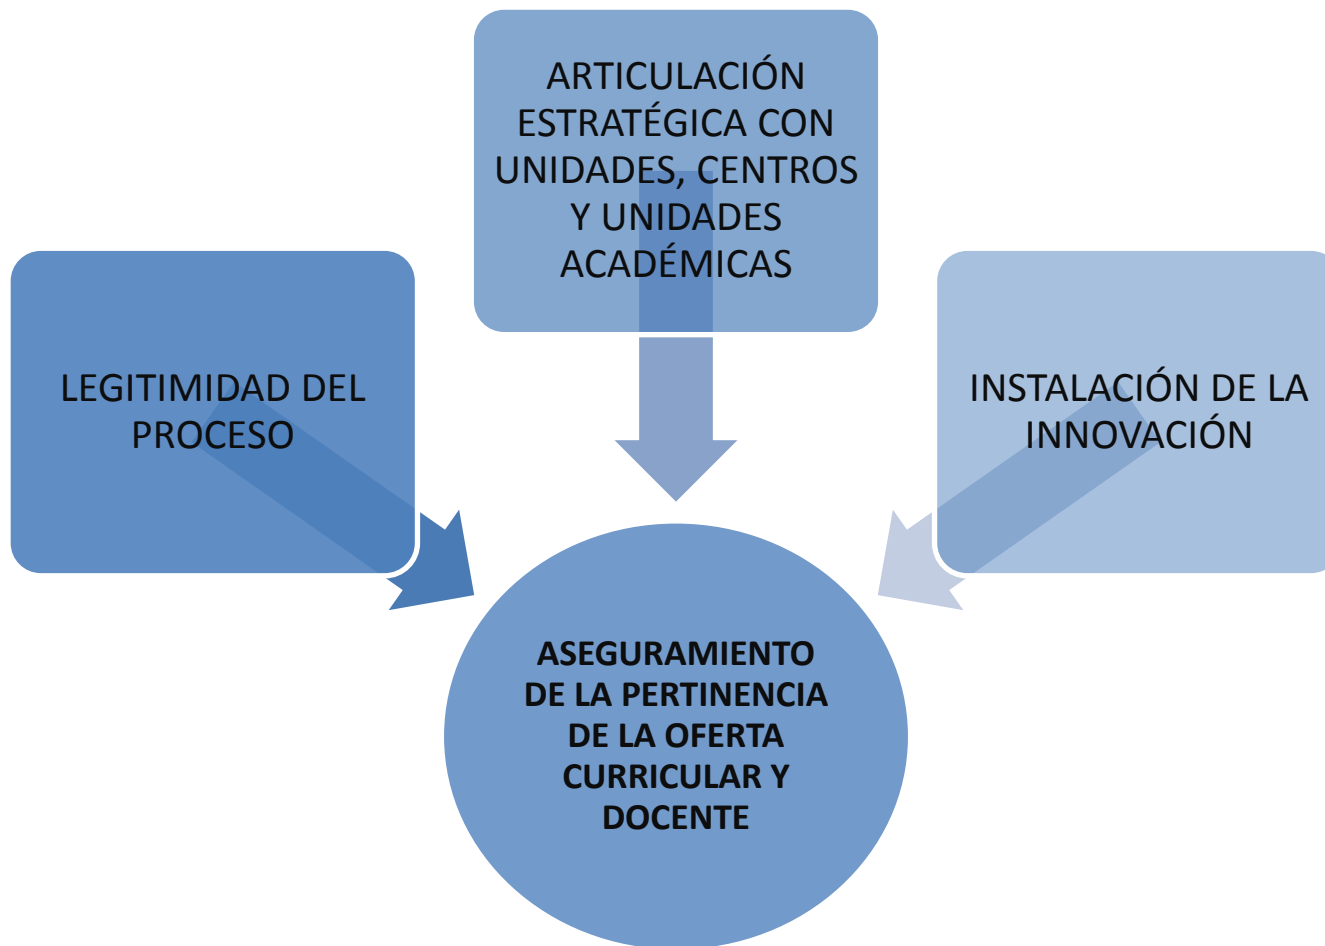 ARTICULACIÓN
ESTRATÉGICA CON
UNIDADES, CENTROS
Y UNIDADES
ACADÉMICAS
LEGITIMIDAD DEL
PROCESO
INSTALACIÓN DE LA
INNOVACIÓN
ASEGURAMIENTO
DE LA PERTINENCIA
DE LA OFERTA
CURRICULAR Y
DOCENTE